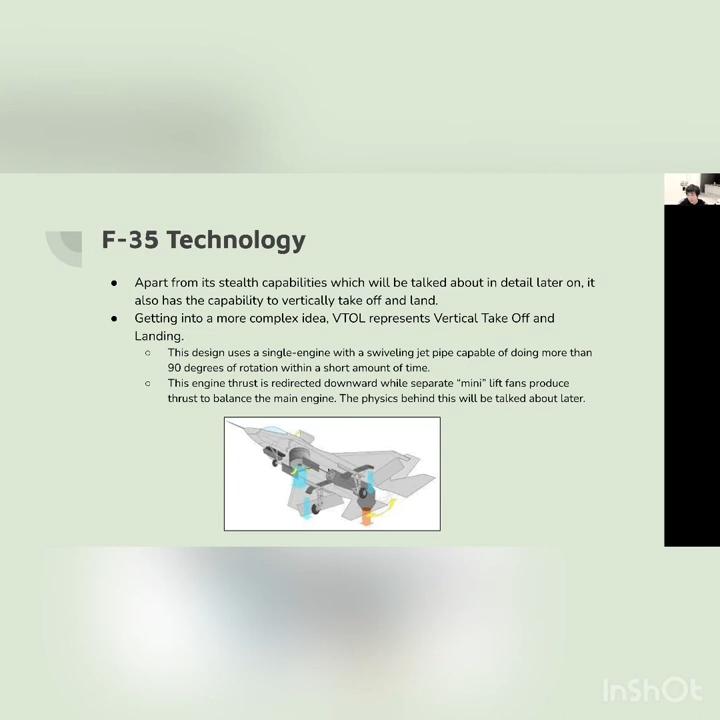 F-35 Technology
● Apart from its stealth capabilities which will be talked about in detail later on, it
also has the capability to vertically take off and land.
● Getting into a more complex idea, VTOL represents Vertical Take Off and
Landing.
○ This design uses a single-engine with a swiveling jet pipe capable of doing more than
90 degrees of rotation within a short amount of time.
○ This engine thrust is redirected downward while separate “mini” lift fans produce
thrust to balance the main engine. The physics behind this will be talked about later.
InShOt